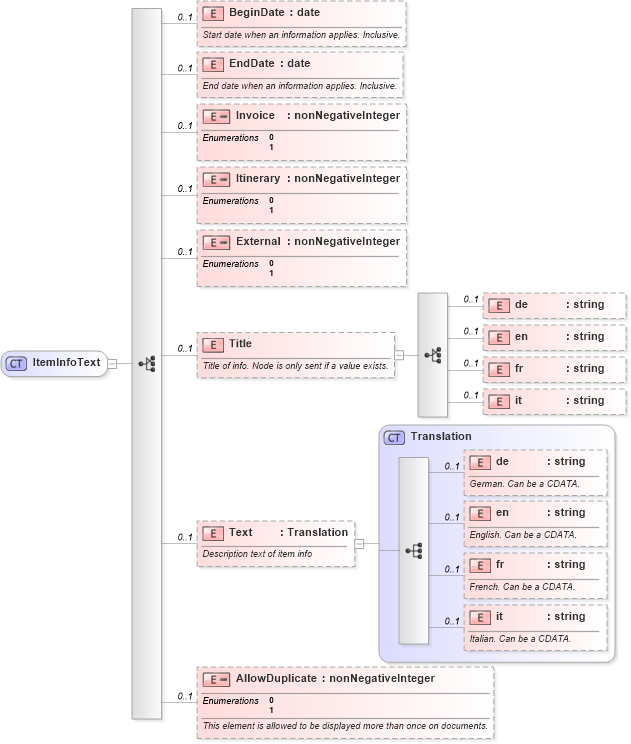 0..1
E BeginDate : date
Start date when an information applies. Inclusive.
0..1
E EndDate : date
End date when an information applies. Inclusive.
0..1
E Invoice : nonNegativeInteger
Enumerations 0
1
0..1
E Itinerary : nonNegativeInteger
Enumerations 0
1
0..1
E External : nonNegativeInteger
Enumerations 0
1
CT ItemInfoText
0..1
E Title
Title of info. Node is only sent if a value exists.
0..1
E de : string
0..1
E en : string
0..1
E fr : string
0..1
E it : string
0..1
E Text : Translation
Description text of item info
CT Translation
0..1
E de : string
German. Can be a CDATA.
0..1
E en : string
English. Can be a CDATA.
0..1
E fr : string
French. Can be a CDATA.
0..1
E it : string
Italian. Can be a CDATA.
0..1
E AllowDuplicate : nonNegativeInteger
Enumerations 0
1
This element is allowed to be displayed more than once on documents.